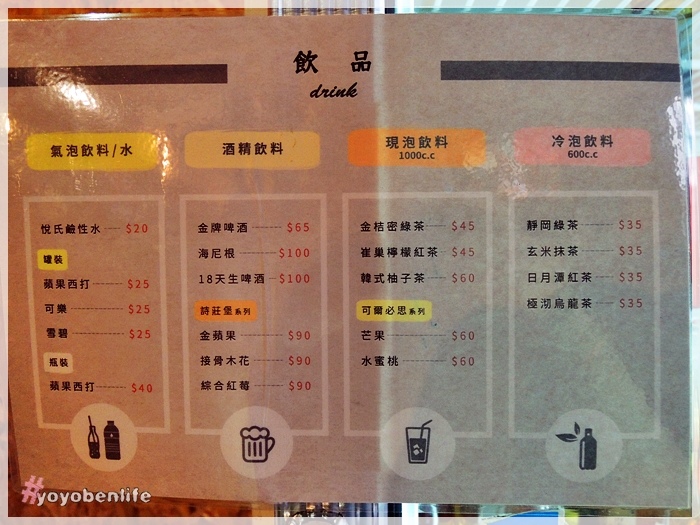 飲 品
drink
氣泡飲料/水
悅氏鹼性水 $20
罐裝
蘋果西打 $25
可樂 $25
雪碧 $25
瓶裝
蘋果西打 $40
酒精飲料
金牌啤酒 $65
海尼根 $100
18天生啤酒 $100
詩莊堡系列
金蘋果 $90
接骨木花 $90
綜合紅莓 $90
現泡飲料
1000c.c
金桔密綠茶 $45
崔巢檸檬紅茶 $45
韓式柚子茶 $60
可爾必思系列
芒果 $60
水蜜桃 $60
冷泡飲料
600c.c
靜岡綠茶 $35
玄米抹茶 $35
日月潭紅茶 $35
極沏烏龍茶 $35
#yoyobenlife